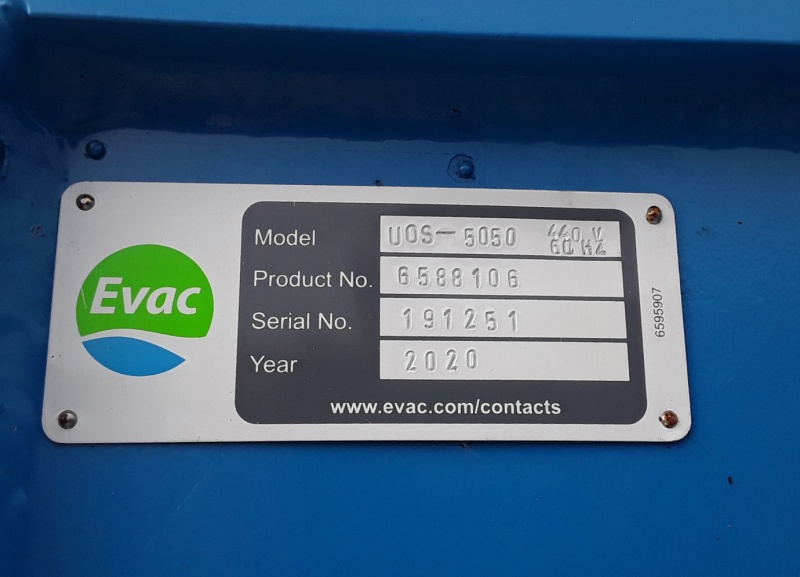 Evac
Model UOS-5050 440 V
60 HZ
Product No. 6588106
Serial No. 191251
Year 2020
www.evac.com/contacts
6595907